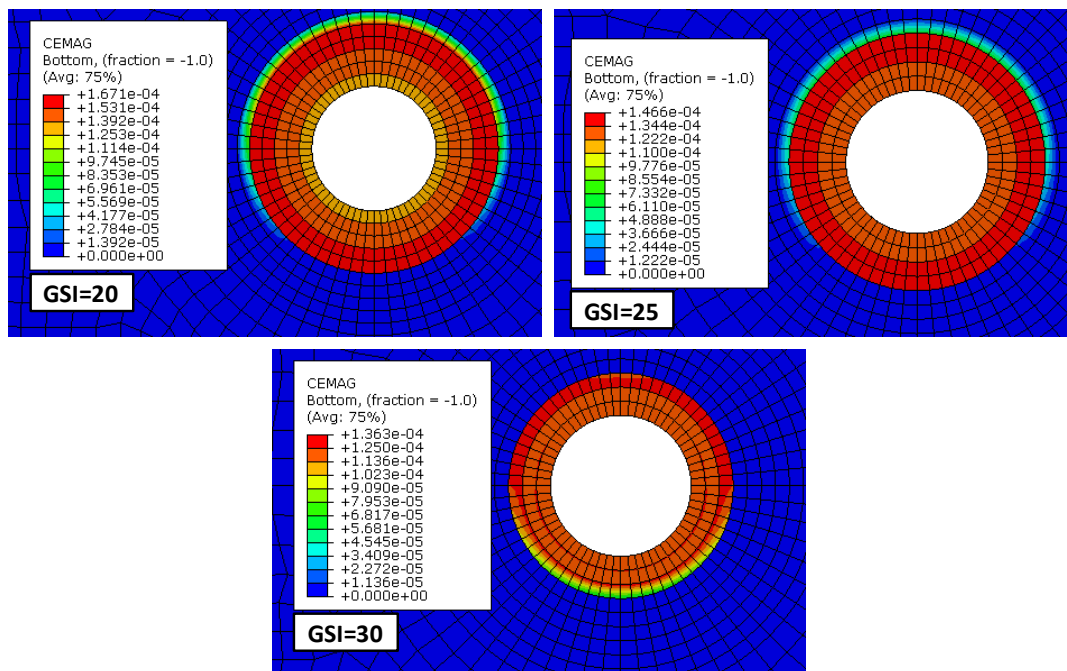 CEMAG
Bottom, (fraction = -1.0)
(Avg: 75%)
+1.671e-04
+1.531e-04
+1.392e-04
+1.253e-04
+1.114e-04
+9.745e-05
+8.353e-05
+6.961e-05
+5.569e-05
+4.177e-05
+2.784e-05
+1.392e-05
+0.000e+00
GSI=20
CEMAG
Bottom, (fraction = -1.0)
(Avg: 75%)
+1.466e-04
+1.344e-04
+1.222e-04
+1.100e-04
+9.776e-05
+8.554e-05
+7.332e-05
+6.110e-05
+4.888e-05
+3.666e-05
+2.444e-05
+1.222e-05
+0.000e+00
GSI=25
CEMAG
Bottom, (fraction = -1.0)
(Avg: 75%)
+1.363e-04
+1.250e-04
+1.136e-04
+1.023e-04
+9.090e-05
+7.953e-05
+6.817e-05
+5.681e-05
+4.545e-05
+3.409e-05
+2.272e-05
+1.136e-05
+0.000e+00
GSI=30